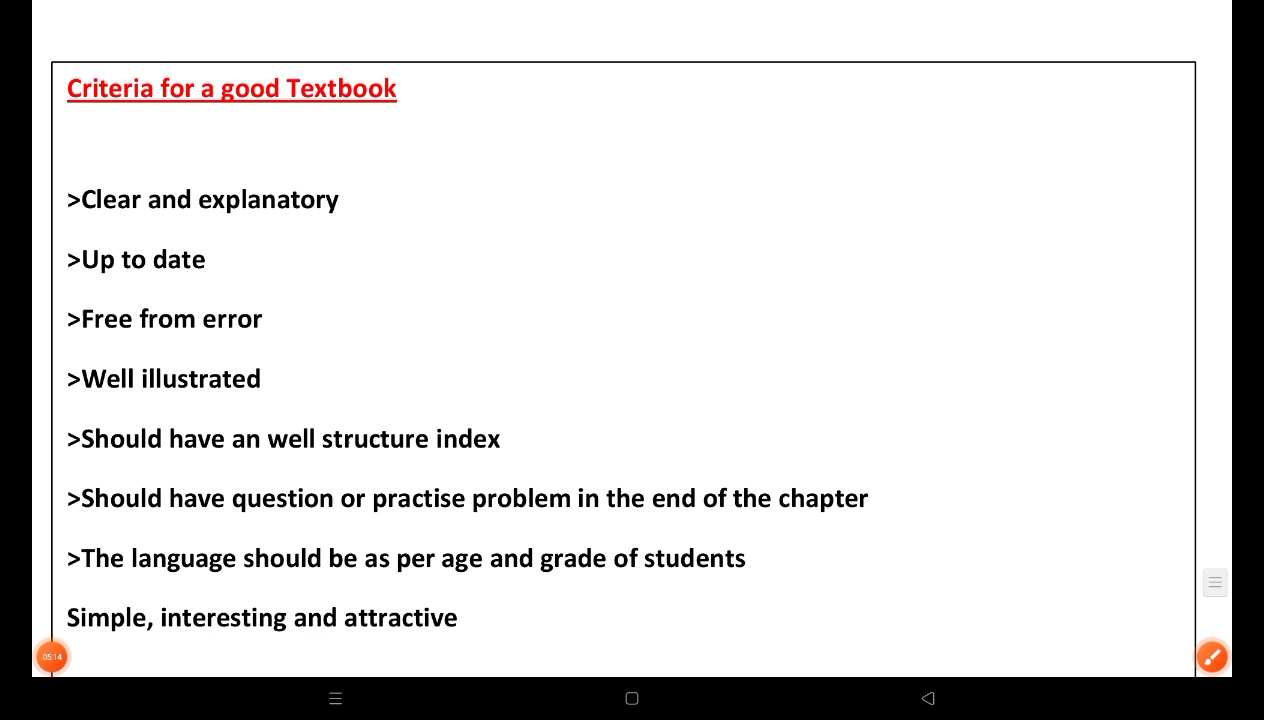 Criteria for a good Textbook
>Clear and explanatory
>Up to date
>Free from error
>Well illustrated
>Should have an well structure index
>Should have question or practise problem in the end of the chapter
>The language should be as per age and grade of students
Simple, interesting and attractive
05:14